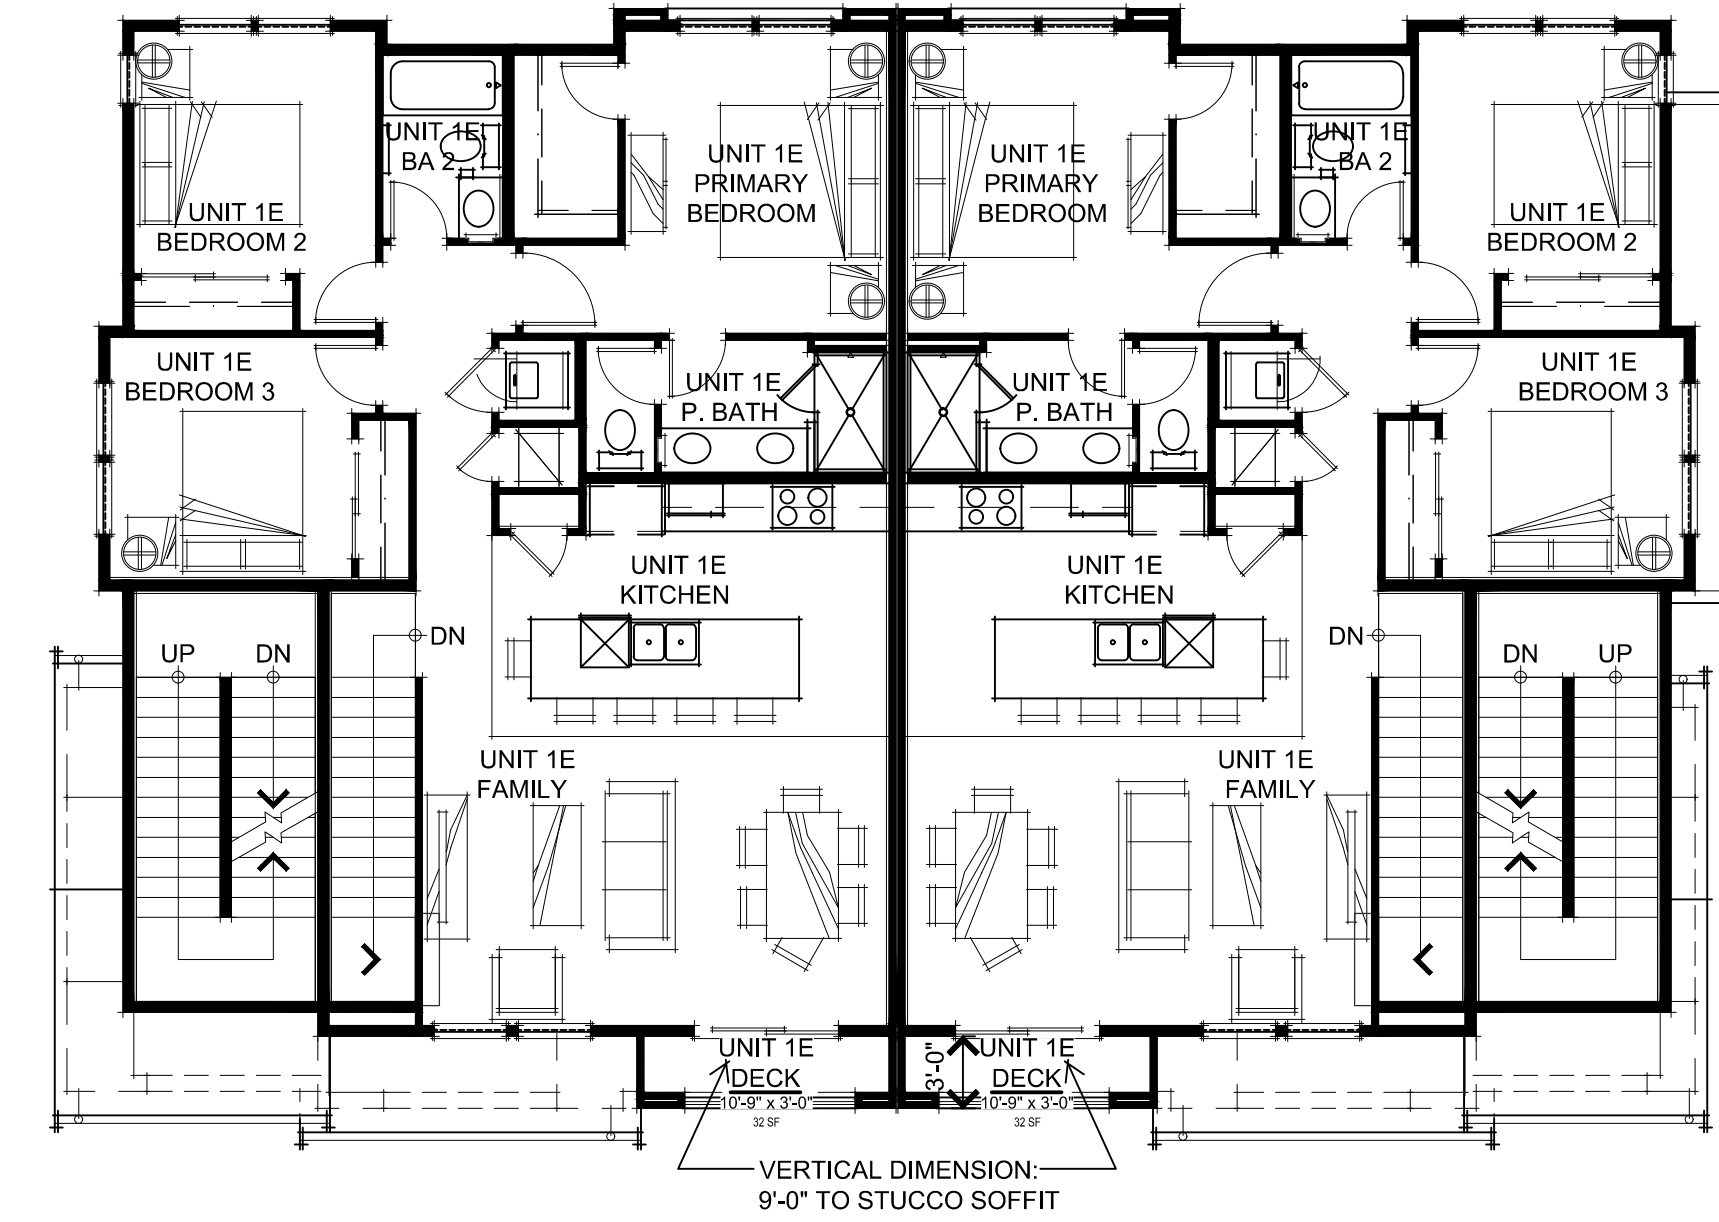 UNIT 1E
BA 2
UNIT 1E
PRIMARY
BEDROOM
UNIT 1E
PRIMARY
BEDROOM
UNIT 1E
BA 2
UNIT 1E
BEDROOM 2
UNIT 1E
BEDROOM 2
UNIT 1E
BEDROOM 3
UNIT 1E
P. BATH
UNIT 1E
P. BATH
UNIT 1E
BEDROOM 3
UNIT 1E
KITCHEN
UNIT 1E
KITCHEN
UP
DN
DN
DN
DN
UP
UNIT 1E
FAMILY
UNIT 1E
FAMILY
UNIT 1E
DECK
10'-9" x 3'-0"
32 SF
3'-0"
UNIT 1E
DECK
10'-9" x 3'-0"
32 SF
VERTICAL DIMENSION:
9'-0" TO STUCCO SOFFIT